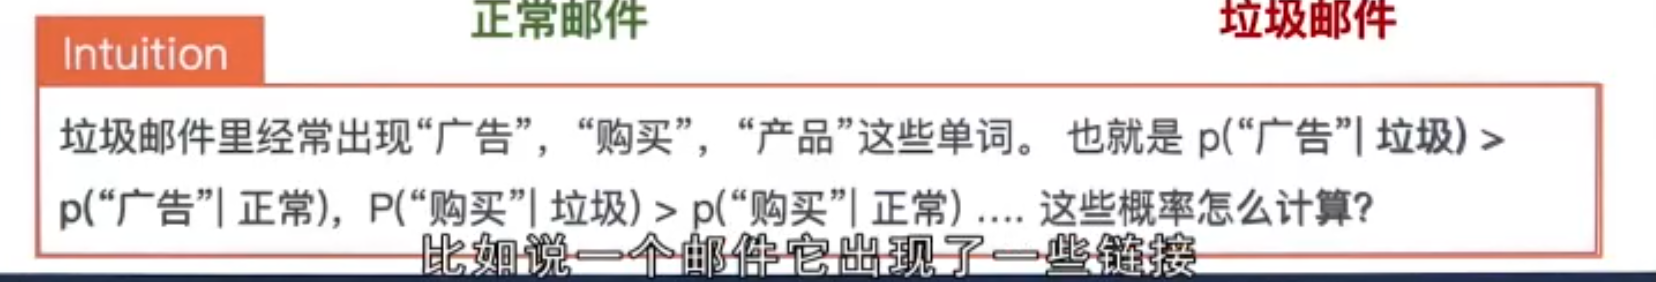 正常邮件
垃圾邮件
Intuition
垃圾邮件里经常出现“广告”，“购买”，“产品”这些单词。 也就是 p(“广告”| 垃圾) >
p(“广告”| 正常)，P(“购买”| 垃圾) > p(“购买”| 正常) .... 这些概率怎么计算?
比如说一个邮件它出现了一些链接